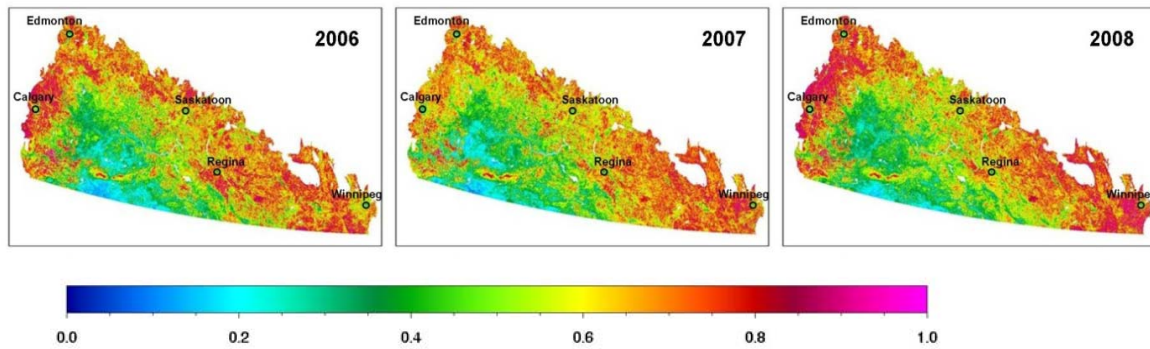 Edmonton
2006
Calgary
Saskatoon
Regina
Winnipeg
Edmonton
2007
Calgary
Saskatoon
Regina
Winnipeg
Edmonton
2008
Calgary
Saskatoon
Regina
Winnipeg
0.0 0.2 0.4 0.6 0.8 1.0